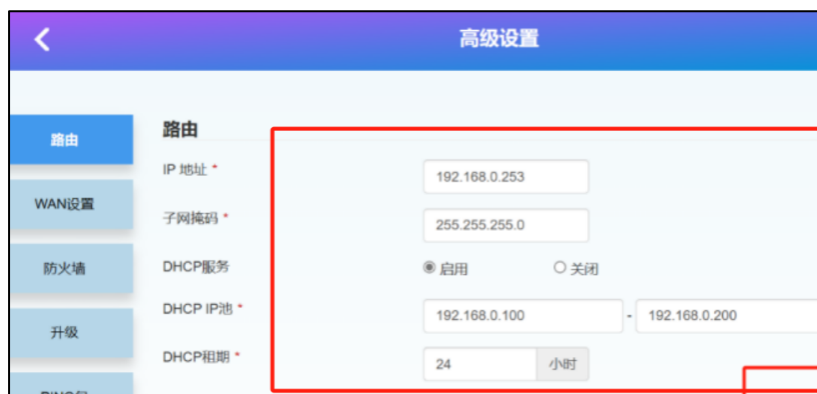 高级设置
路由
路由
IP 地址 *
192.168.0.253
WAN设置
子网掩码 *
255.255.255.0
防火墙
DHCP服务
启用
关闭
DHCP IP池 *
192.168.0.100 - 192.168.0.200
升级
DHCP租期 *
24 小时